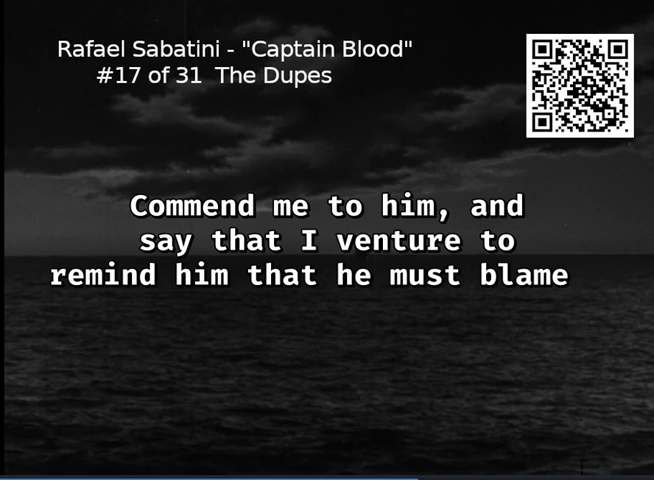 Rafael Sabatini - "Captain Blood"
#17 of 31  The Dupes
Commend me to him, and
say that I venture to
remind him that he must blame